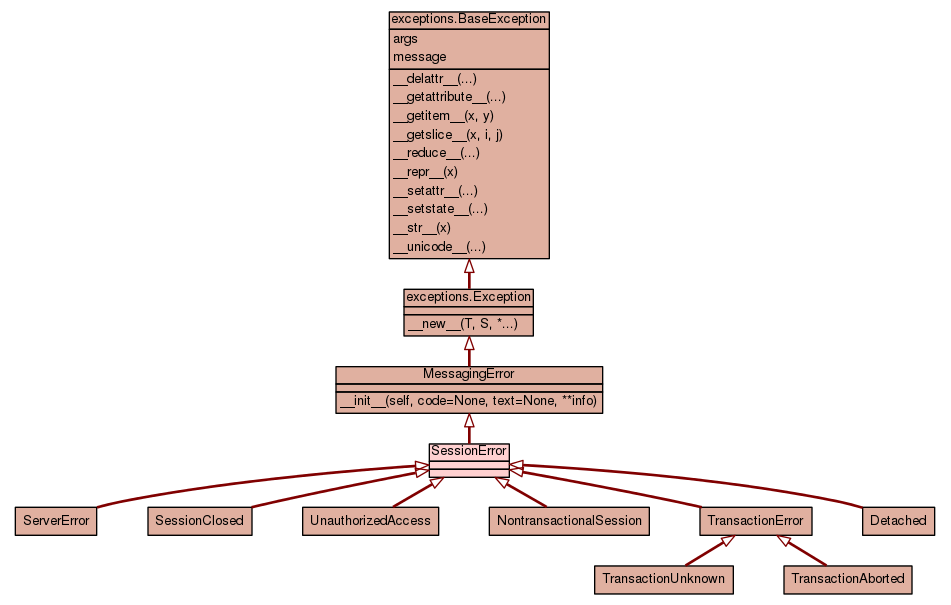 exceptions.BaseException
args
message
__delattr__(...)
__getattribute__(...)
__getitem__(x, y)
__getslice__(x, i, j)
__reduce__(...)
__repr__(x)
__setattr__(...)
__setstate__(...)
__str__(x)
__unicode__(...)
exceptions.Exception
__new__(T, S, *...)
MessagingError
__init__(self, code=None, text=None, **info)
SessionError
ServerError
SessionClosed
UnauthorizedAccess
NontransactionalSession
TransactionError
Detached
TransactionUnknown
TransactionAborted